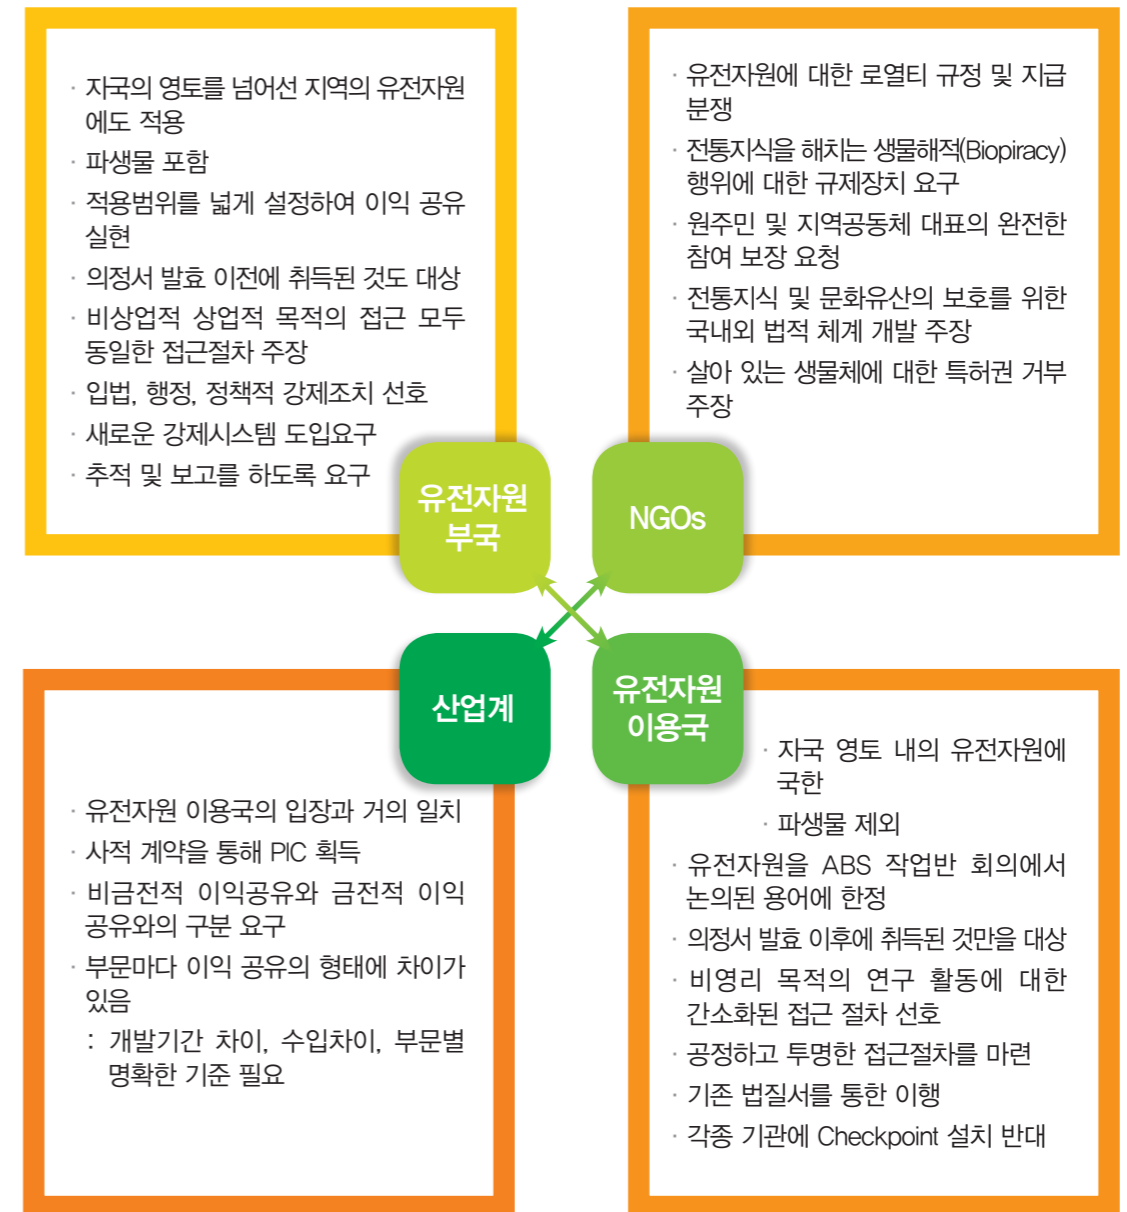 · 자국의 영토를 넘어선 지역의 유전자원
에도 적용
· 파생물 포함
· 적용범위를 넓게 설정하여 이익 공유
실현
· 의정서 발효 이전에 취득된 것도 대상
· 비상업적 상업적 목적의 접근 모두
동일한 접근절차 주장
· 입법, 행정, 정책적 강제조치 선호
· 새로운 강제시스템 도입요구
· 추적 및 보고를 하도록 요구
유전자원
부국
· 유전자원에 대한 로열티 규정 및 지급
분쟁
· 전통지식을 해치는 생물해적(Biopiracy)
행위에 대한 규제장치 요구
· 원주민 및 지역공동체 대표의 완전한
참여 보장 요청
· 전통지식 및 문화유산의 보호를 위한
국내외 법적 체계 개발 주장
· 살아 있는 생물체에 대한 특허권 거부
주장
NGOs
산업계
· 유전자원 이용국의 입장과 거의 일치
· 사적 계약을 통해 PIC 획득
· 비금전적 이익공유와 금전적 이익
공유와의 구분 요구
· 부문마다 이익 공유의 형태에 차이가
있음
: 개발기간 차이, 수입차이, 부문별
명확한 기준 필요
유전자원
이용국
· 자국 영토 내의 유전자원에
국한
· 파생물 제외
· 유전자원을 ABS 작업반 회의에서
논의된 용어에 한정
· 의정서 발효 이후에 취득된 것만을 대상
· 비영리 목적의 연구 활동에 대한
간소화된 접근 절차 선호
· 공정하고 투명한 접근절차를 마련
· 기존 법질서를 통한 이행
· 각종 기관에 Checkpoint 설치 반대